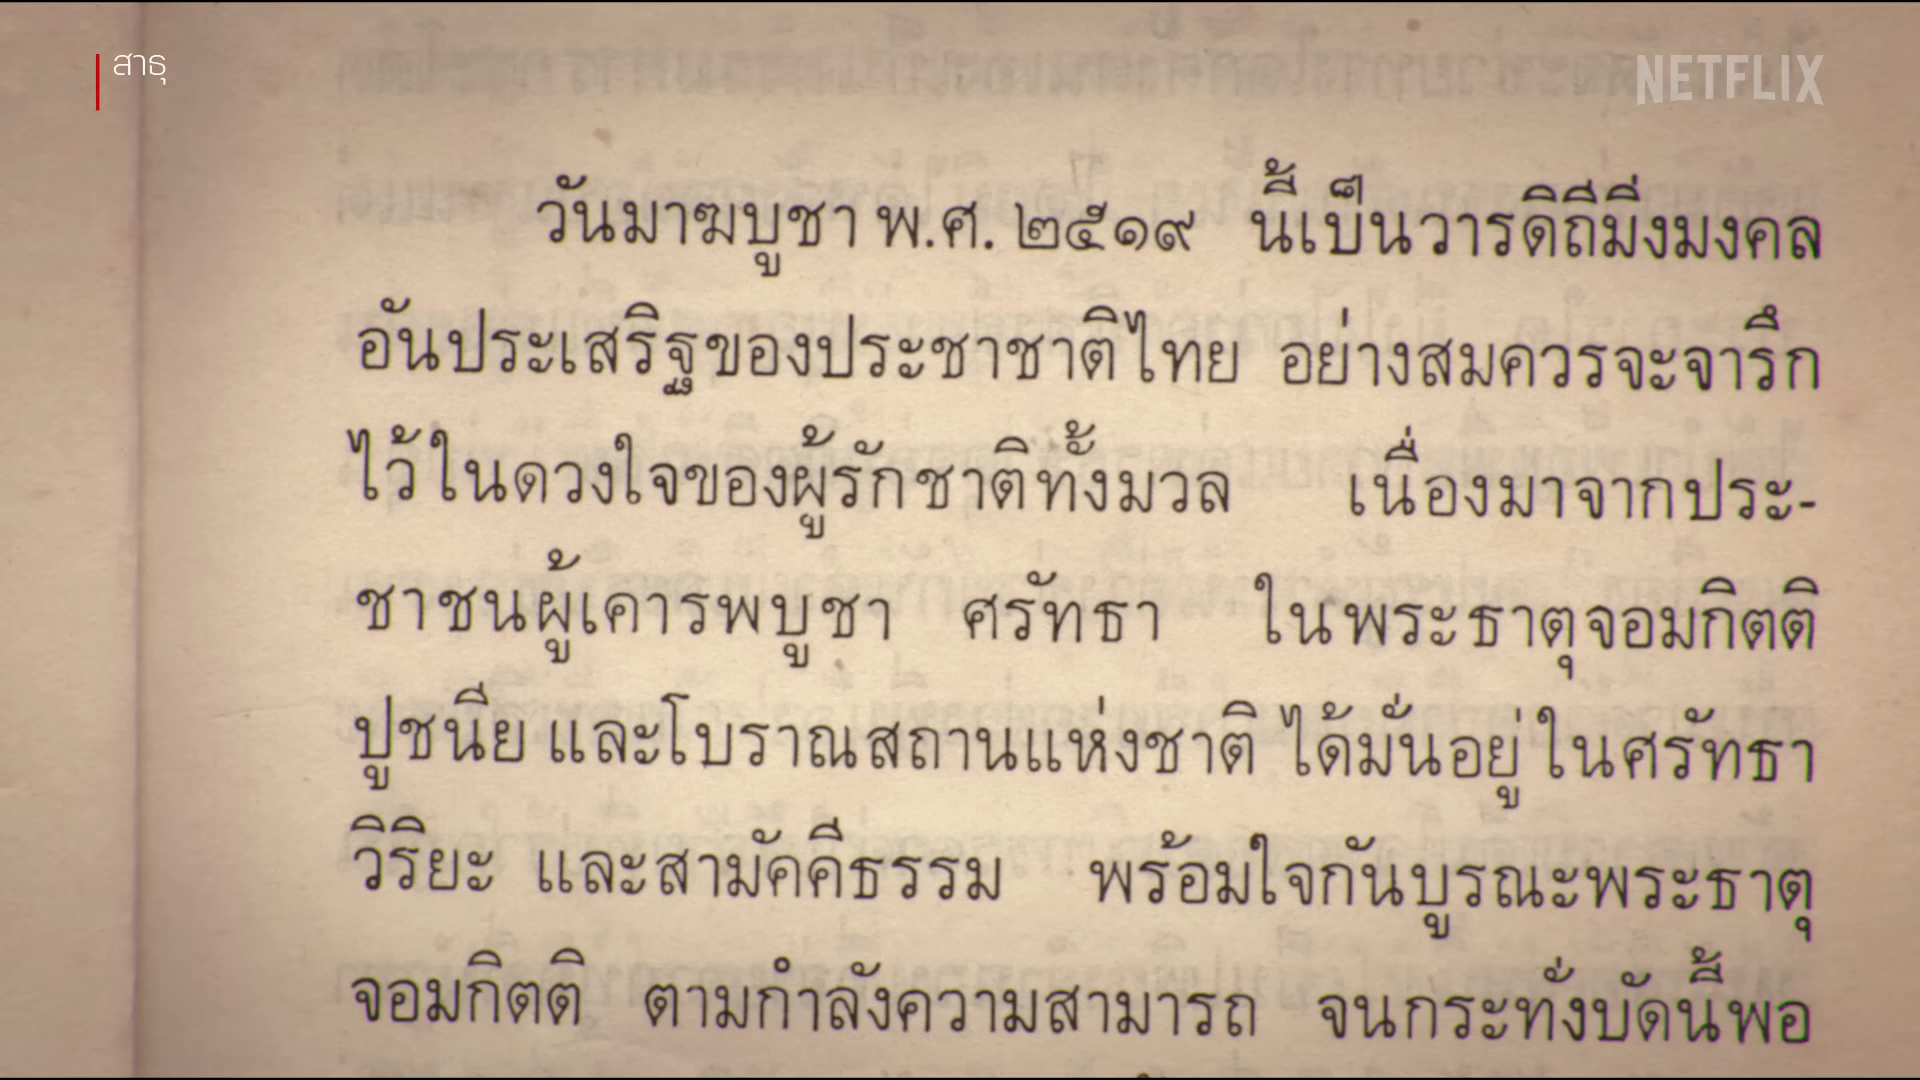 สาธุ
NETFLIX
วันมาฆบูชา พ.ศ. ๒๕๑๙ นี้เป็นวารดิถีมิ่งมงคล
อันประเสริฐของประชาชาติไทย อย่างสมควรจะจารึก
ไว้ในดวงใจของผู้รักชาติทั้งมวล เนื่องมาจากประ-
ชาชนผู้เคารพบูชา ศรัทธา ในพระธาตุจอมกิตติ
ปูชนีย และโบราณสถานแห่งชาติ ได้มั่นอยู่ในศรัทธา
วิริยะ และสามัคคีธรรม พร้อมใจกันบูรณะพระธาตุ
จอมกิตติ ตามกำลังความสามารถ จนกระทั่งบัดนี้พอ